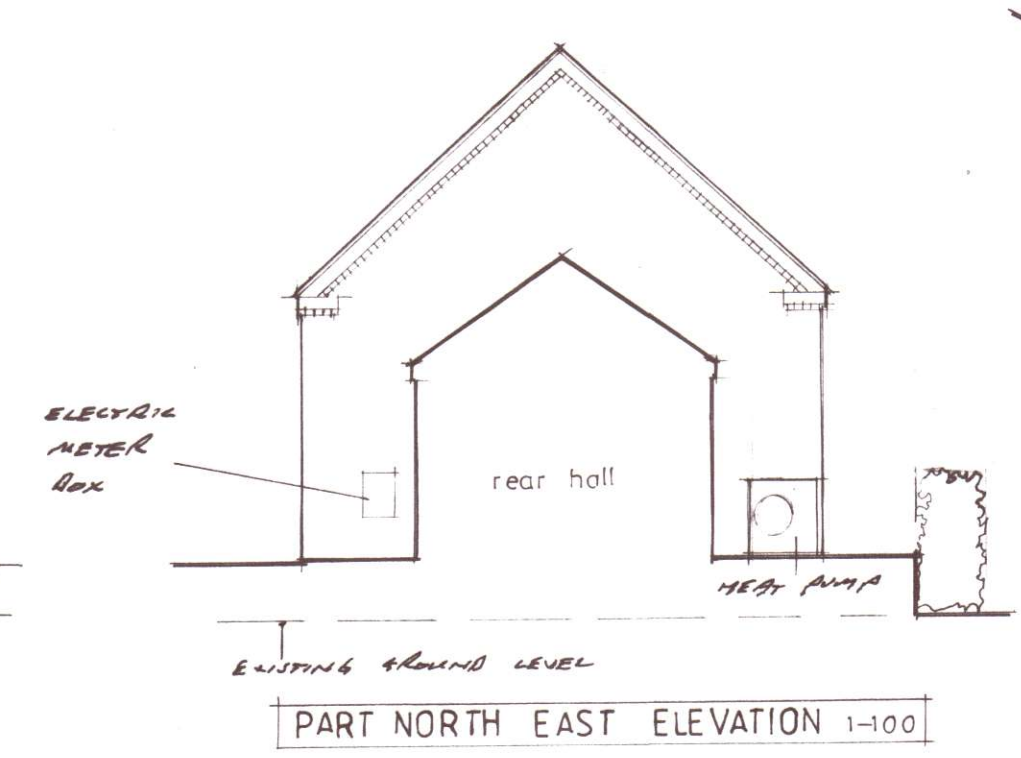 ELECTRIC
METER
BOX
rear hall
HEAT PUMP
EXISTING GROUND LEVEL
PART NORTH EAST ELEVATION 1-100